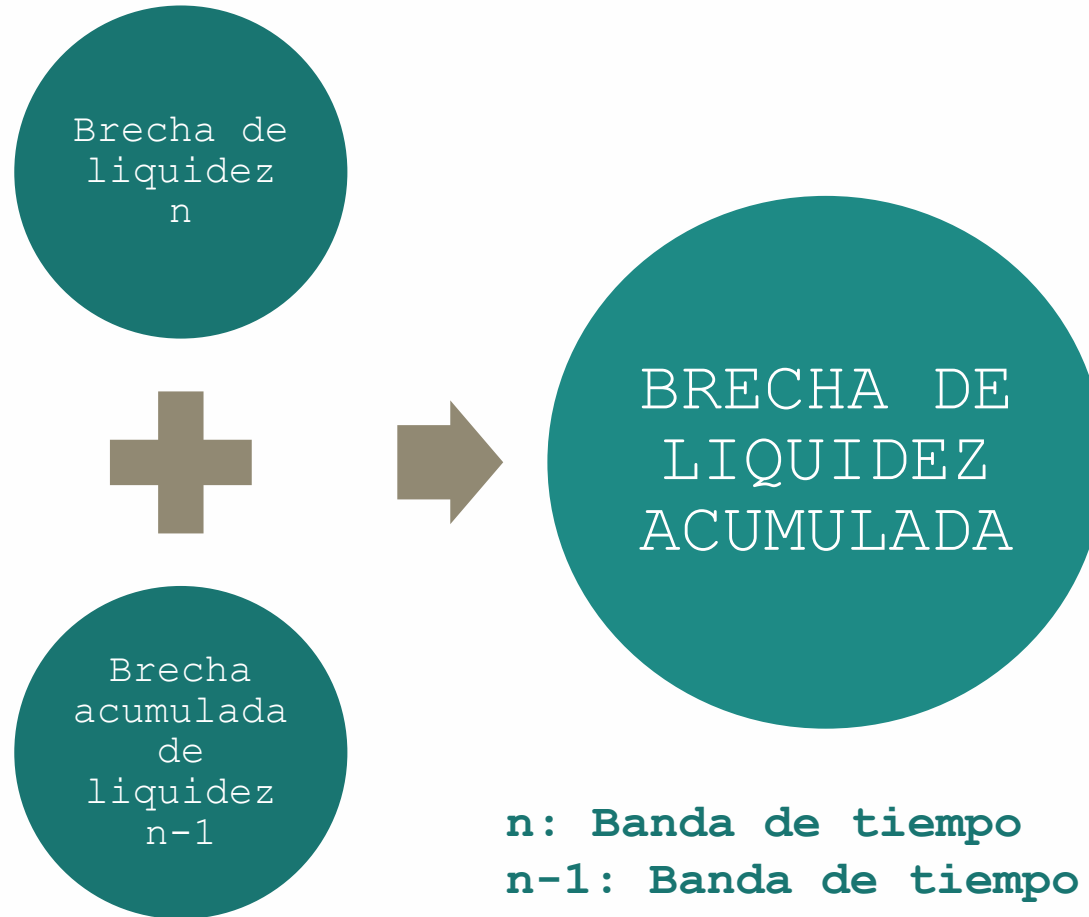 Brecha de
liquidez
n
Brecha
acumulada
de
liquidez
n-1
BRECHA DE
LIQUIDEZ
ACUMULADA
n: Banda de tiempo
n-1: Banda de tiempo